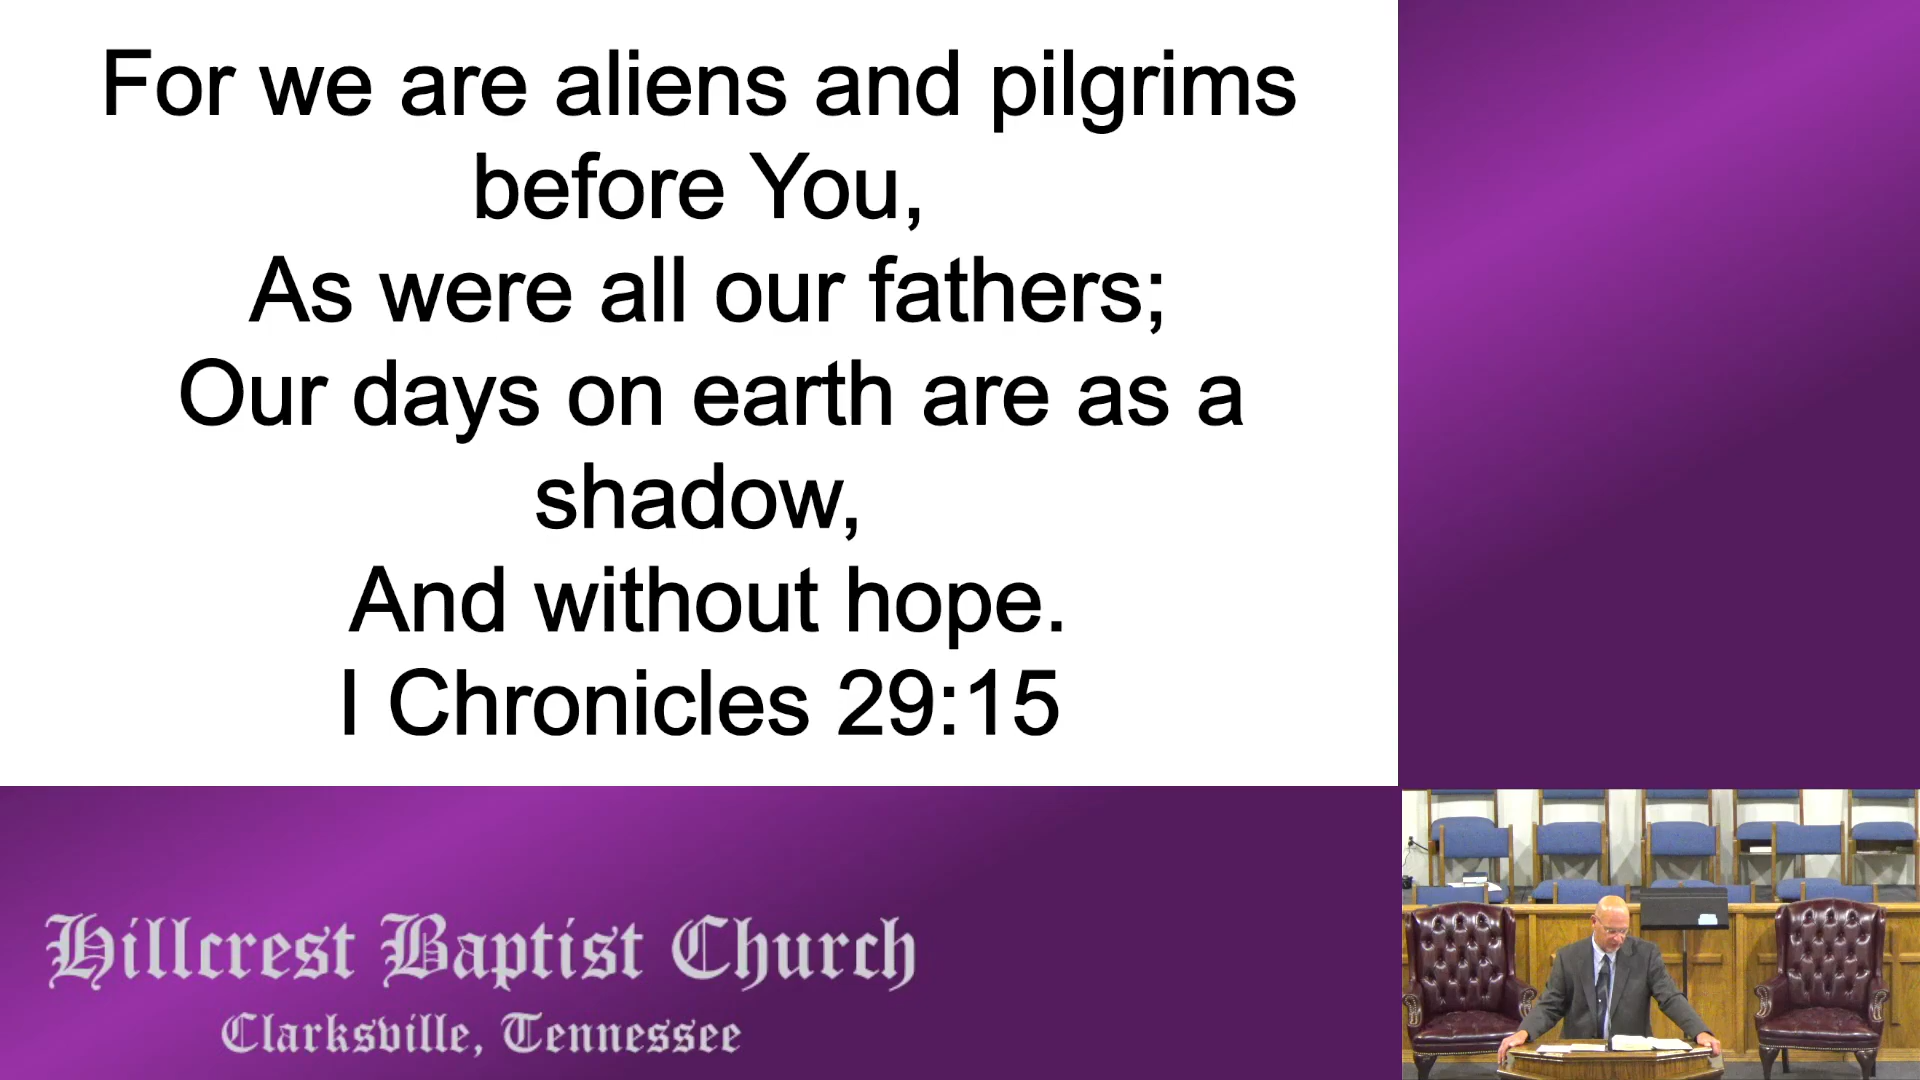 For we are aliens and pilgrims
before You,
As were all our fathers;
Our days on earth are as a
shadow,
And without hope.
I Chronicles 29:15
Hillcrest Baptist Church
Clarksville, Tennessee